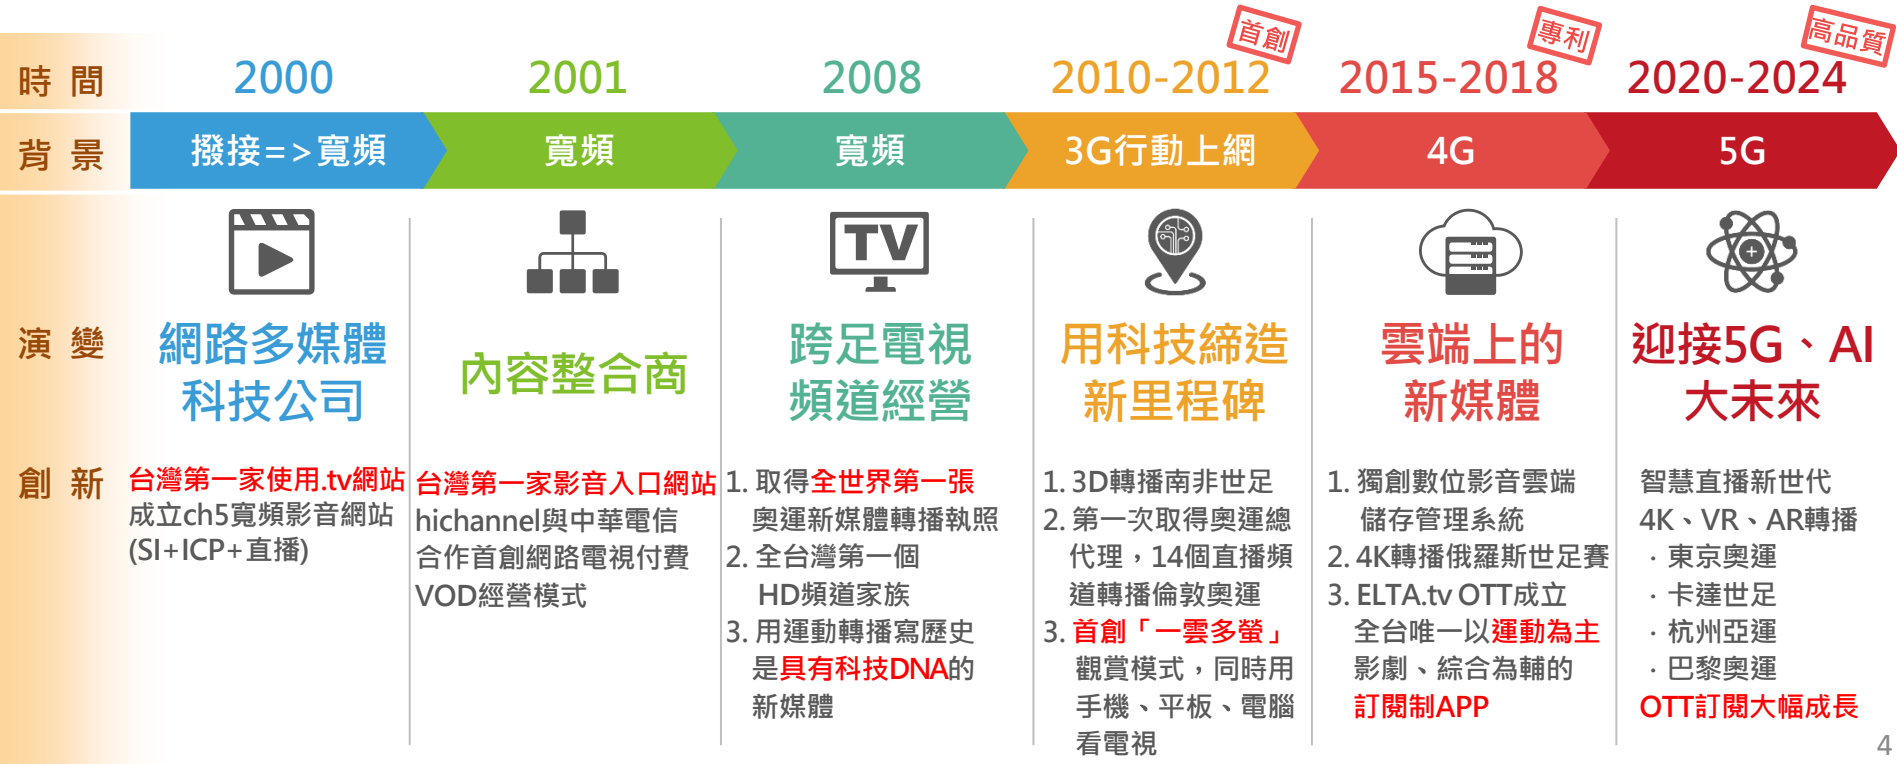 首創
專利
高品質
時間
2000
2001
2008
2010-2012
2015-2018
2020-2024
背景
撥接=>寬頻
寬頻
寬頻
3G行動上網
4G
5G
TV
演變
網路多媒體
科技公司
內容整合商
跨足電視
頻道經營
用科技締造
新里程碑
雲端上的
新媒體
迎接5G、AI
大未來
創新
台灣第一家使用.tv網站
成立ch5寬頻影音網站
(SI+ICP+直播)
台灣第一家影音入口網站
hichannel與中華電信
合作首創網路電視付費
VOD經營模式
1. 取得全世界第一張
奧運新媒體轉播執照
2. 全台灣第一個
HD頻道家族
3. 用運動轉播寫歷史
是具有科技DNA的
新媒體
1. 3D轉播南非世足
2. 第一次取得奧運總
代理，14個直播頻
道轉播倫敦奧運
3. 首創「一雲多螢」
觀賞模式，同時用
手機、平板、電腦
看電視
1. 獨創數位影音雲端
儲存管理系統
2. 4K轉播俄羅斯世足賽
3. ELTA.tv OTT成立
全台唯一以運動為主
影劇、綜合為輔的
訂閱制APP
智慧直播新世代
4K、VR、AR轉播
．東京奧運
．卡達世足
．杭州亞運
．巴黎奧運
OTT訂閱大幅成長
4